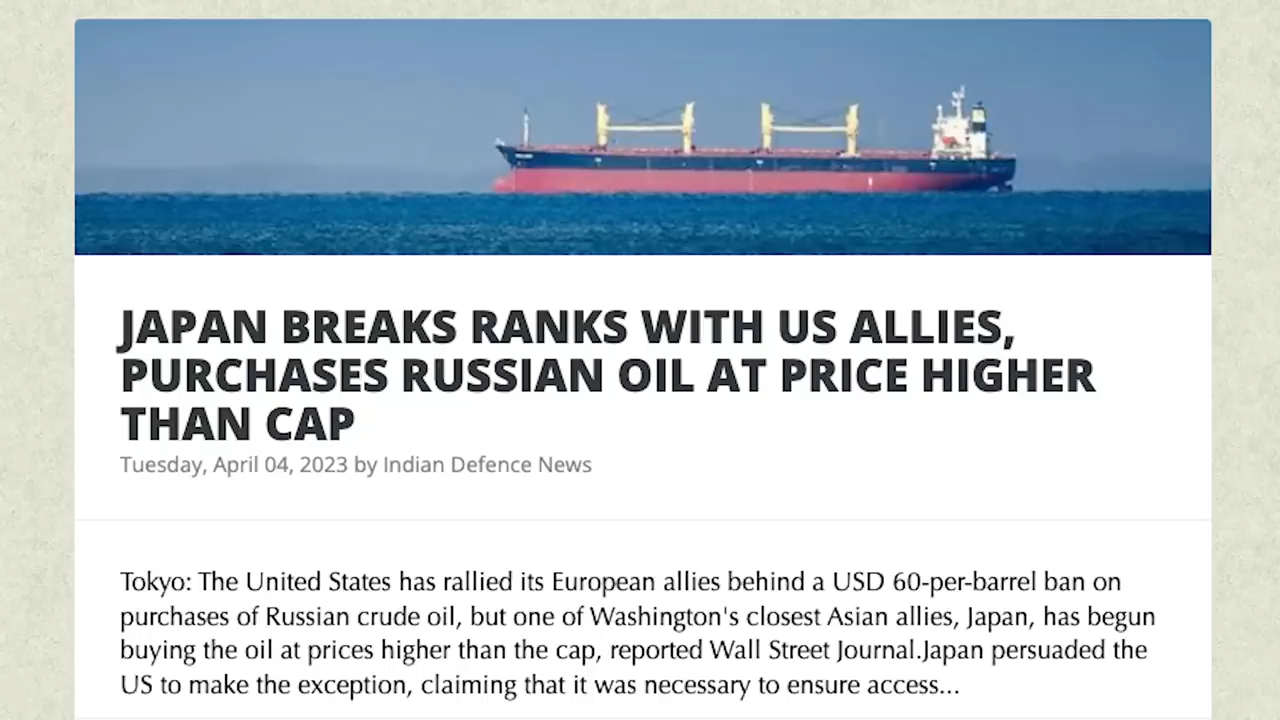 JAPAN BREAKS RANKS WITH US ALLIES,
PURCHASES RUSSIAN OIL AT PRICE HIGHER
THAN CAP
Tuesday, April 04, 2023 by Indian Defence News
Tokyo: The United States has rallied its European allies behind a USD 60-per-barrel ban on
purchases of Russian crude oil, but one of Washington's closest Asian allies, Japan, has begun
buying the oil at prices higher than the cap, reported Wall Street Journal.Japan persuaded the
US to make the exception, claiming that it was necessary to ensure access...